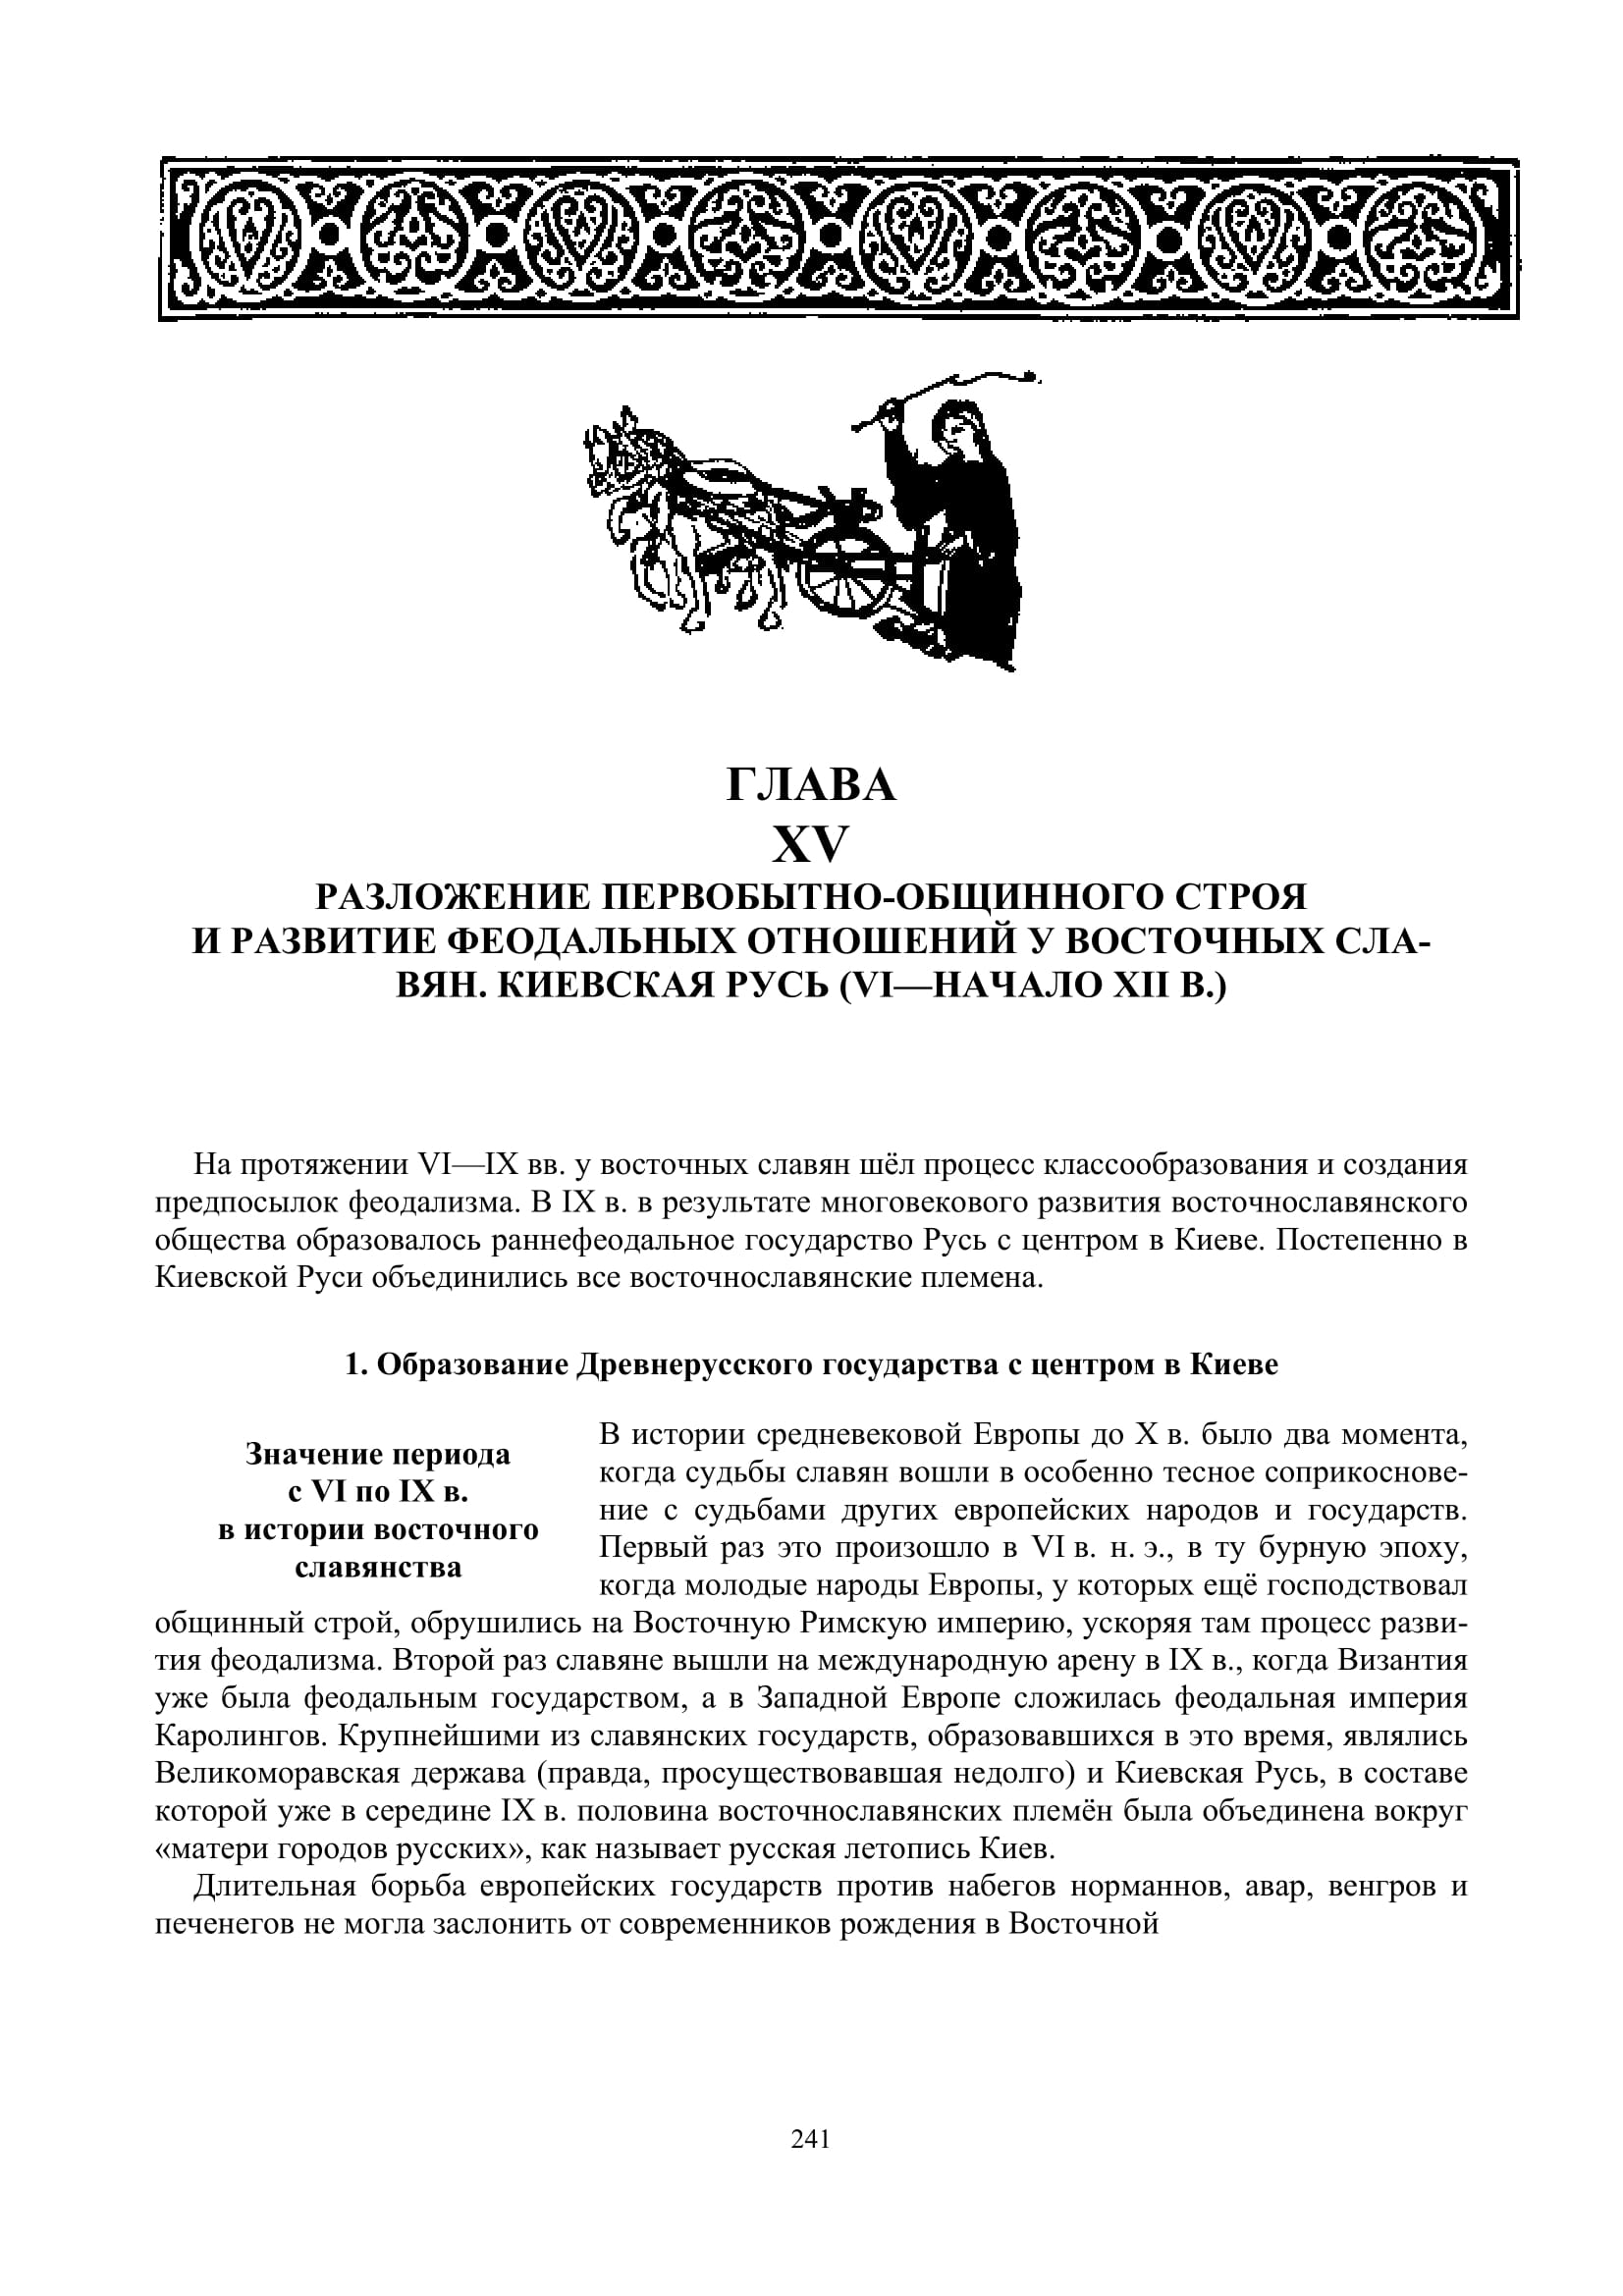 ГЛАВА
XV
РАЗЛОЖЕНИЕ ПЕРВОБЫТНО-ОБЩИННОГО СТРОЯ
И РАЗВИТИЕ ФЕОДАЛЬНЫХ ОТНОШЕНИЙ У ВОСТОЧНЫХ СЛА-
ВЯН. КИЕВСКАЯ РУСЬ (VI—НАЧАЛО XII В.)
На протяжении VI—IX вв. у восточных славян шёл процесс классообразования и создания
предпосылок феодализма. В IX в. в результате многовекового развития восточнославянского
общества образовалось раннефеодальное государство Русь с центром в Киеве. Постепенно в
Киевской Руси объединились все восточнославянские племена.
1. Образование Древнерусского государства с центром в Киеве
Значение периода
с VI по IX в.
в истории восточного
славянства
В истории средневековой Европы до X в. было два момента,
когда судьбы славян вошли в особенно тесное соприкоснове-
ние с судьбами других европейских народов и государств.
Первый раз это произошло в VI в. н. э., в ту бурную эпоху,
когда молодые народы Европы, у которых ещё господствовал
общинный строй, обрушились на Восточную Римскую империю, ускоряя там процесс разви-
тия феодализма. Второй раз славяне вышли на международную арену в IX в., когда Византия
уже была феодальным государством, а в Западной Европе сложилась феодальная империя
Каролингов. Крупнейшими из славянских государств, образовавшихся в это время, являлись
Великоморавская держава (правда, просуществовавшая недолго) и Киевская Русь, в составе
которой уже в середине IX в. половина восточнославянских племён была объединена вокруг
«матери городов русских», как называет русская летопись Киев.
Длительная борьба европейских государств против набегов норманнов, авар, венгров и
печенегов не могла заслонить от современников рождения в Восточной
241